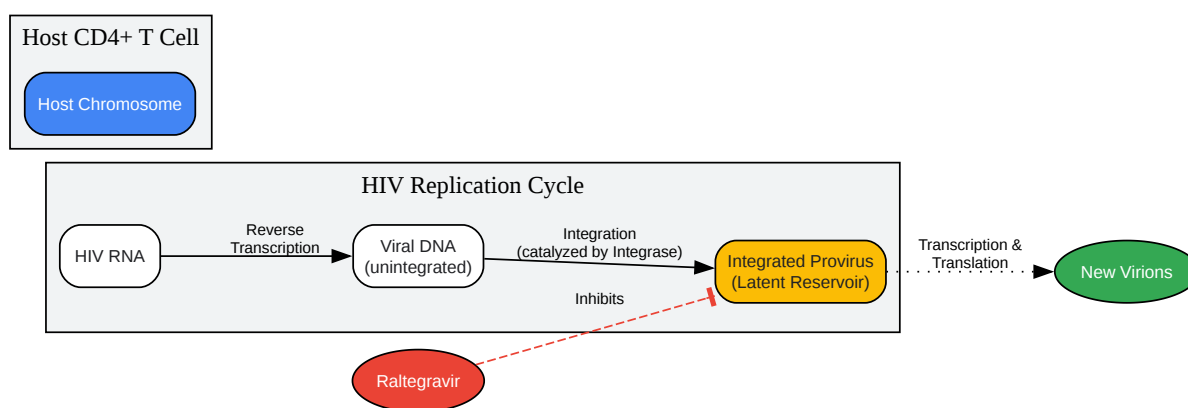 Host CD4+ T Cell
Host Chromosome
HIV Replication Cycle
HIV RNA
Reverse
Transcription
Viral DNA
(unintegrated)
Integration
(catalyzed by Integrase)
Integrated Provirus
(Latent Reservoir)
Transcription &
Translation
New Virions
Inhibits
Raltegravir